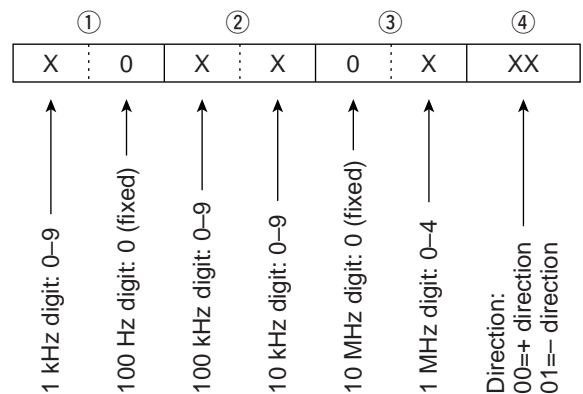 ① ② ③ ④
X 0 X X 0 X XX
1 kHz digit: 0–9
100 Hz digit: 0 (fixed)
100 kHz digit: 0–9
10 kHz digit: 0–9
10 MHz digit: 0 (fixed)
1 MHz digit: 0–4
Direction:
00=+ direction
01=– direction